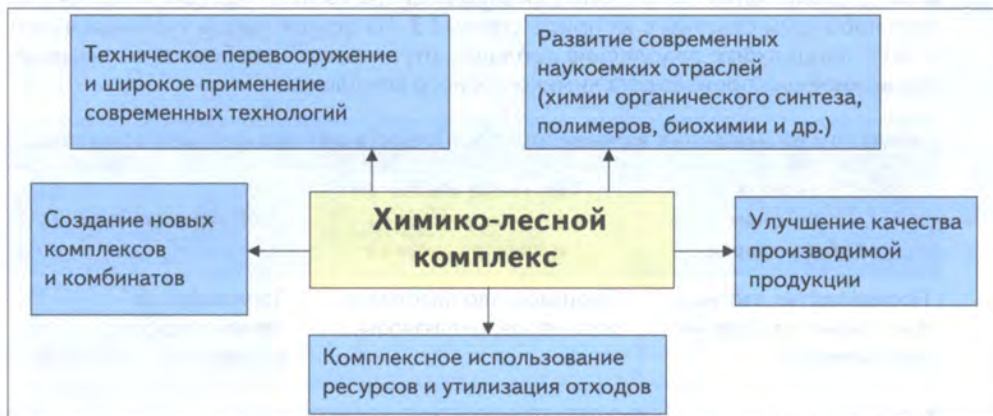 Техническое перевооружение
и широкое применение
современных технологий
Развитие современных
наукоёмких отраслей
(химии органического синтеза,
полимеров, биохимии и др.)
Создание новых
комплексов
и комбинатов
Химико-лесной
комплекс
Улучшение качества
производимой
продукции
Комплексное использование
ресурсов и утилизация отходов